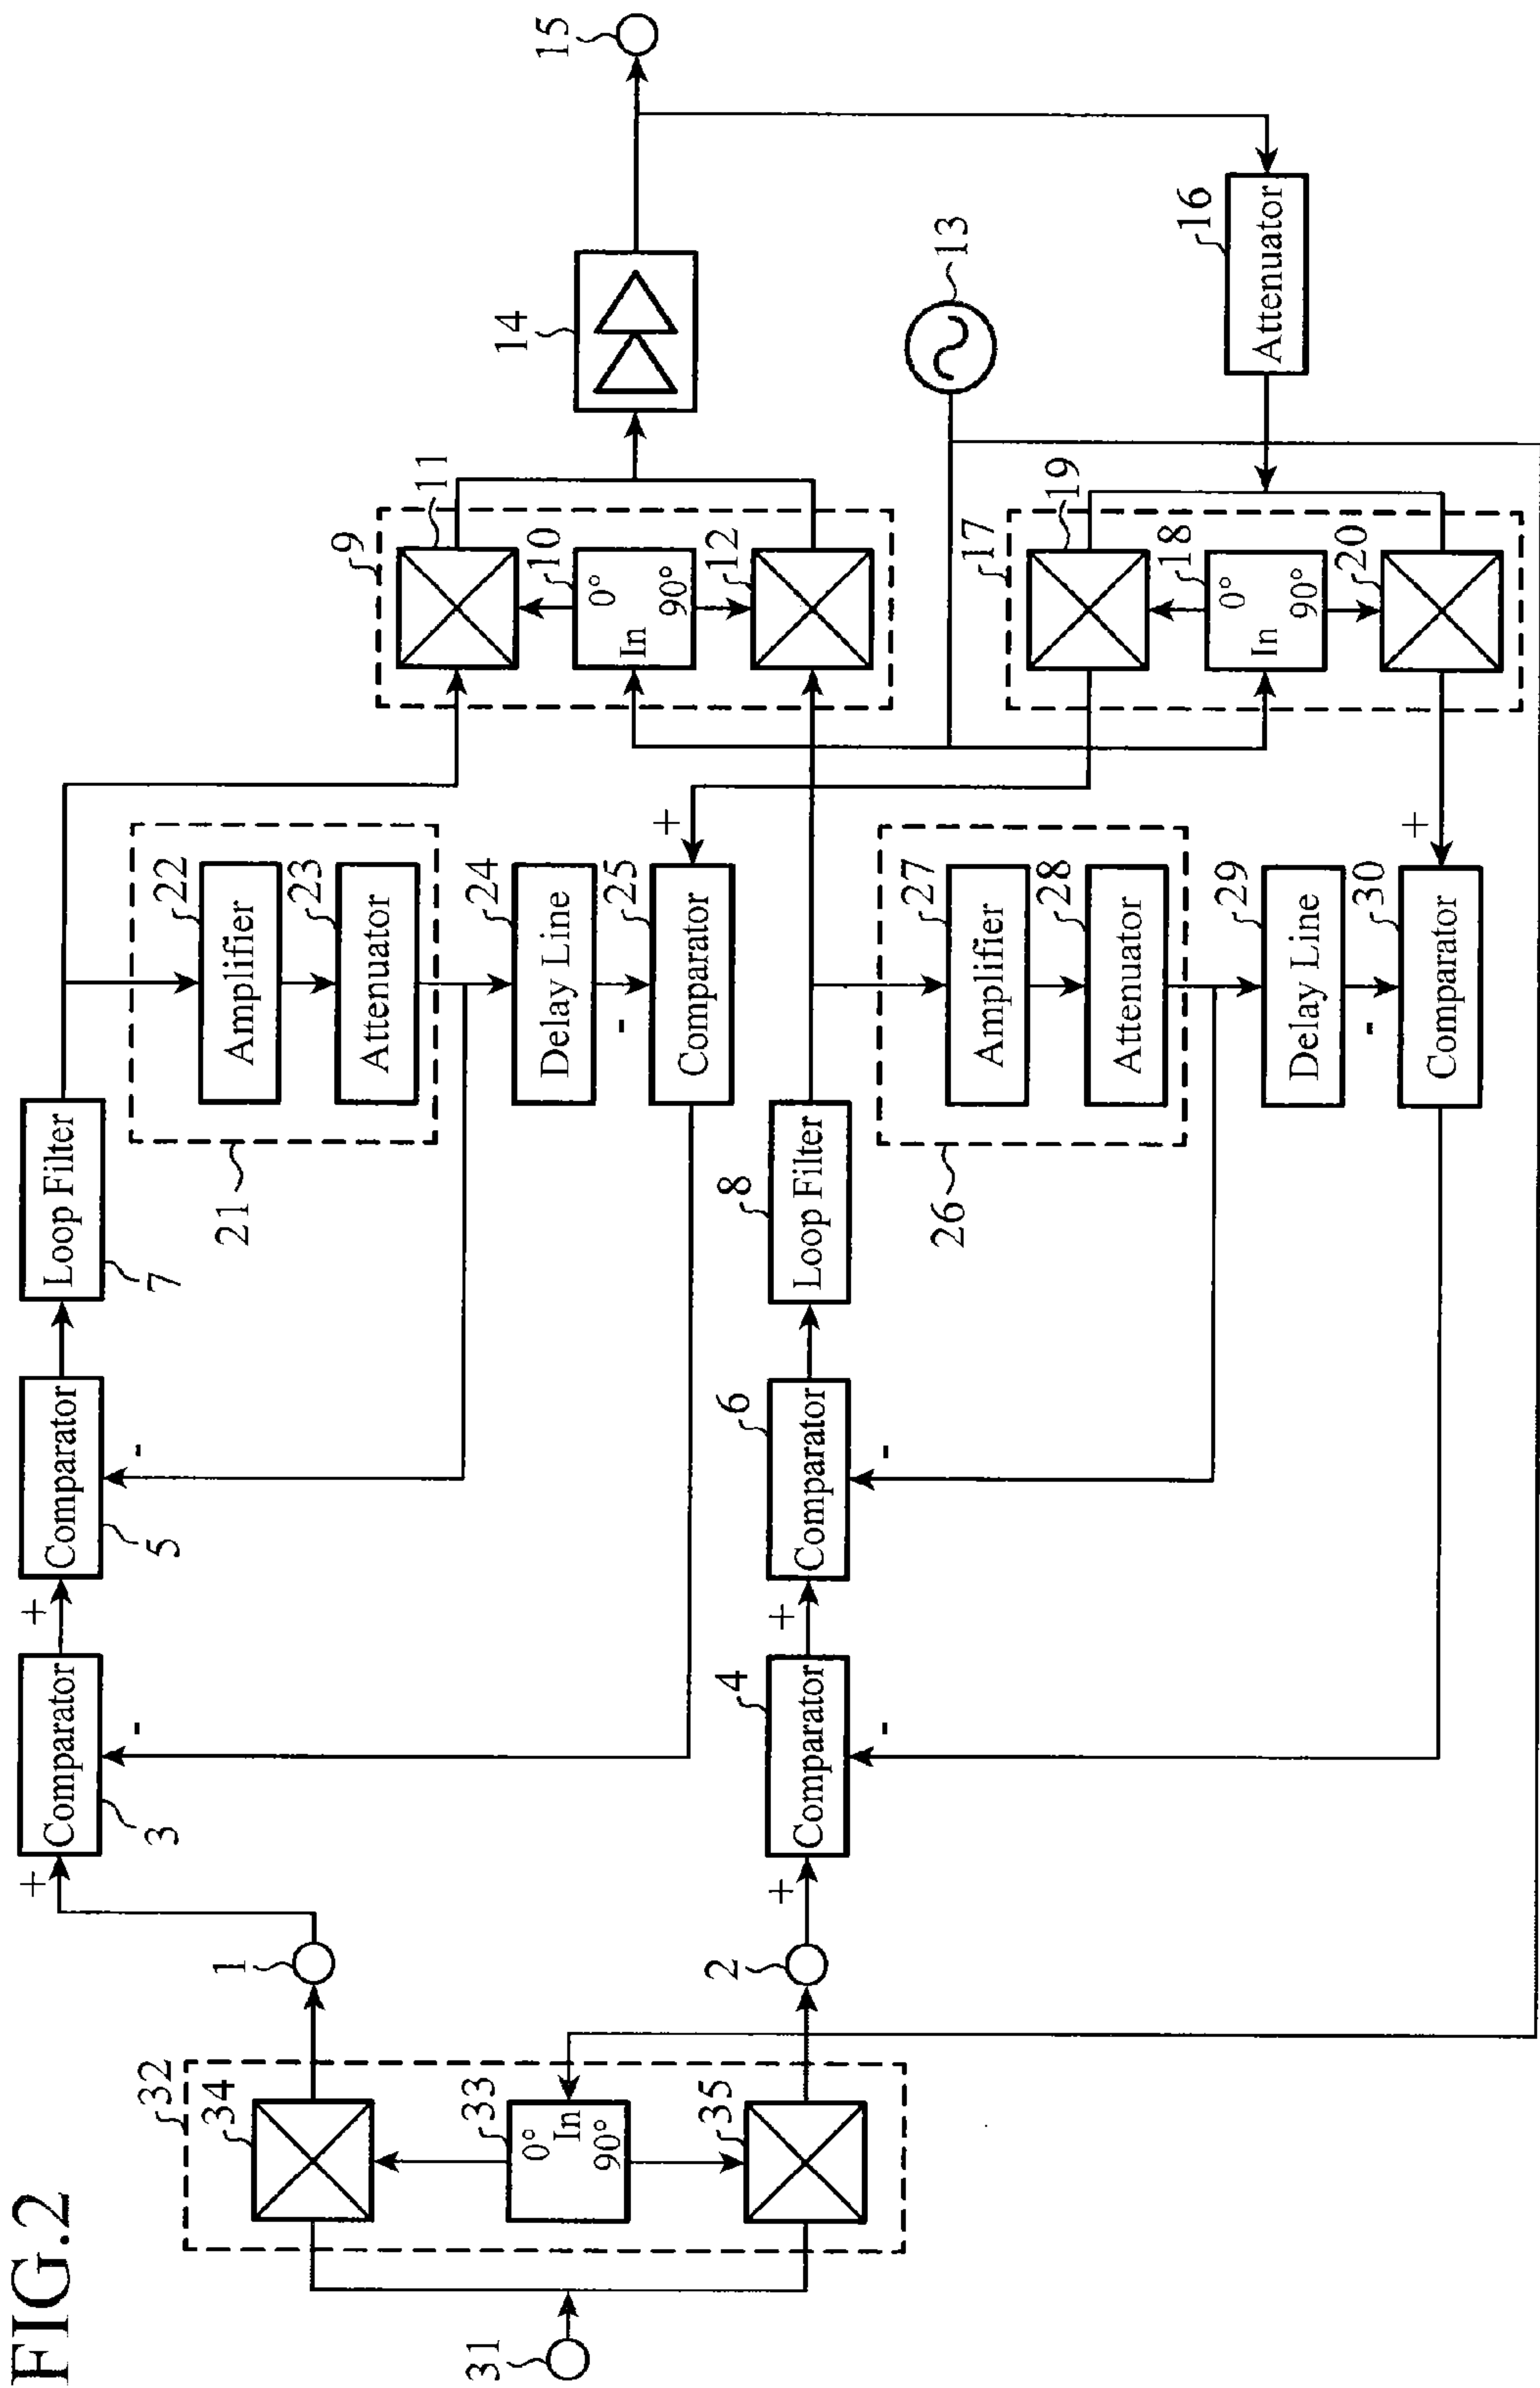 FIG.2
31
32
34
0°
33
In
90°
35
1
2
+
Comparator
3
-
+
Comparator
5
-
Loop Filter
7
21
Amplifier
22
Attenuator
23
Delay Line
24
-
Comparator
25
+
+
Comparator
4
-
+
Comparator
6
-
Loop Filter
8
26
Amplifier
27
Attenuator
28
Delay Line
29
-
Comparator
30
+
9
11
0°
10
In
90°
12
14
15
13
Attenuator
16
17
19
0°
18
In
90°
20